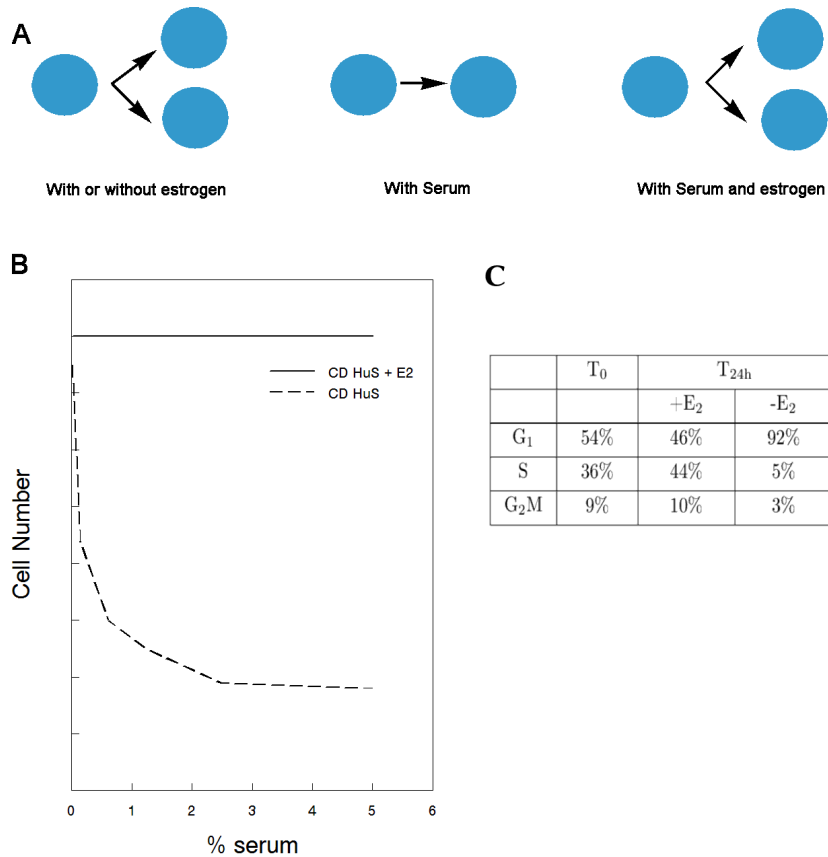 A
With or without estrogen
With Serum
With Serum and estrogen
B
CD HuS + E2
CD HuS
Cell Number
0 1 2 3 4 5 6
% serum
C
T₀ T₂₄ₕ
+E₂ -E₂
G₁ 54% 46% 92%
S 36% 44% 5%
G₂M 9% 10% 3%